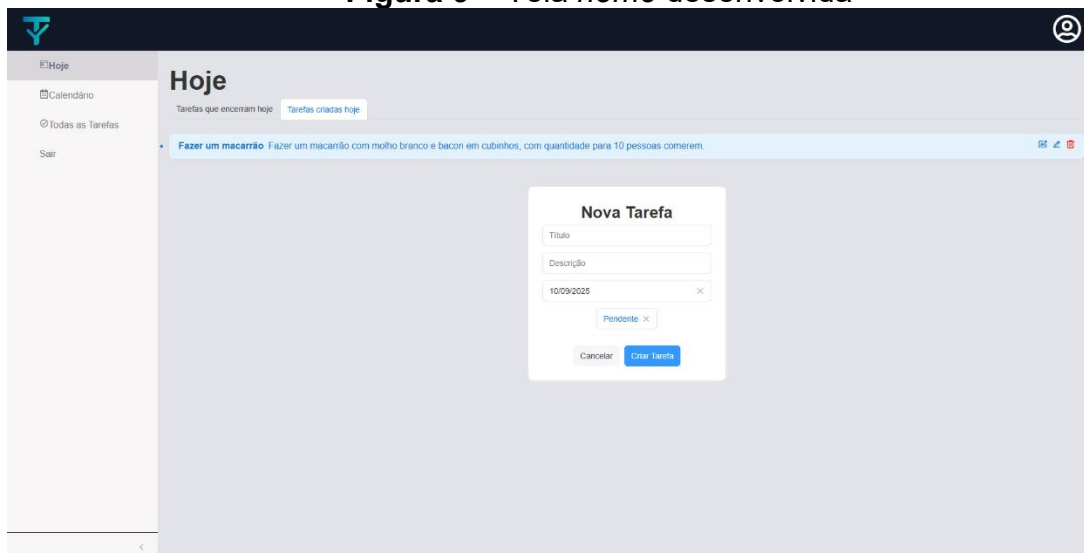 Tela home desenvolvida
Hoje
Calendário
Todas as Tarefas
Sair
Hoje
Tarefas que encerram hoje Tarefas criadas hoje
Fazer um macarrão Fazer um macarrão com molho branco e bacon em cubinhos, com quantidade para 10 pessoas comerem.
Nova Tarefa
Título
Descrição
10/09/2025
Pendente
Cancelar Criar Tarefa